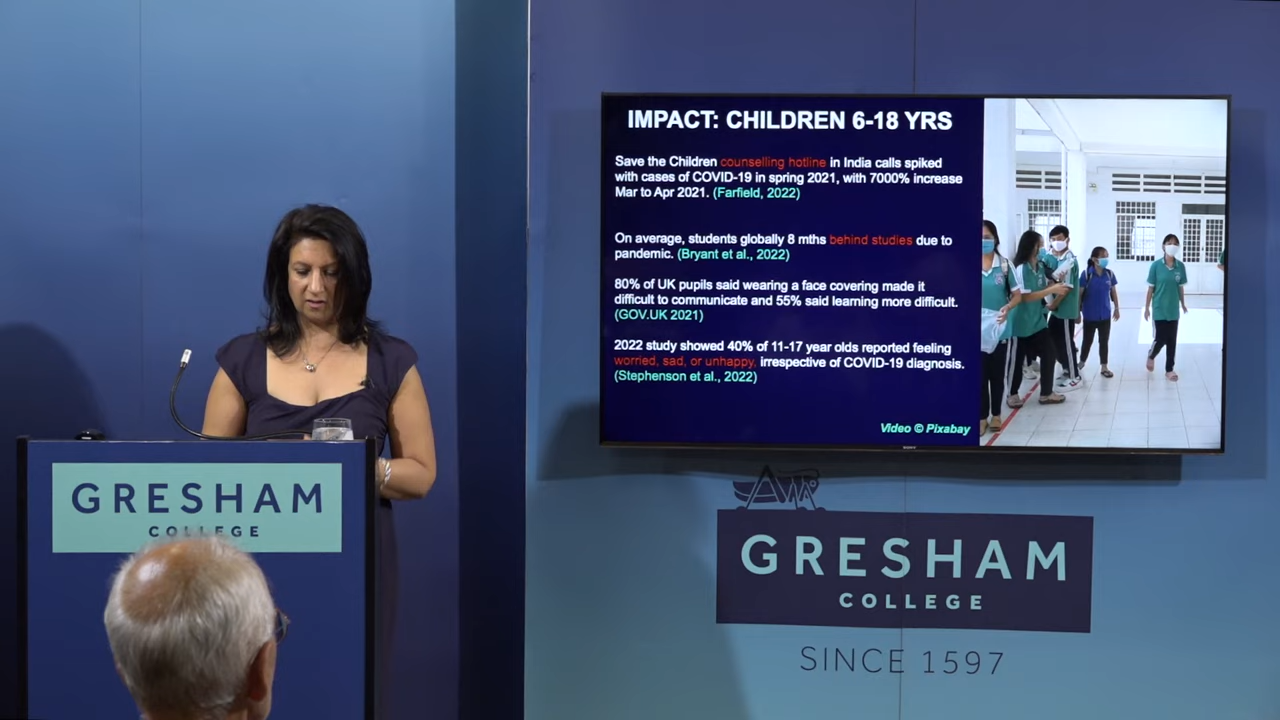 IMPACT: CHILDREN 6-18 YRS
Save the Children counselling hotline in India calls spiked
with cases of COVID-19 in spring 2021, with 7000% increase
Mar to Apr 2021. (Farfield, 2022)
On average, students globally 8 mths behind studies due to
pandemic. (Bryant et al., 2022)
80% of UK pupils said wearing a face covering made it
difficult to communicate and 55% said learning more difficult.
(GOV.UK 2021)
2022 study showed 40% of 11-17 year olds reported feeling
worried, sad, or unhappy, irrespective of COVID-19 diagnosis.
(Stephenson et al., 2022)
Video © Pixabay
GRESHAM
COLLEGE
GRESHAM
COLLEGE
SINCE 1597